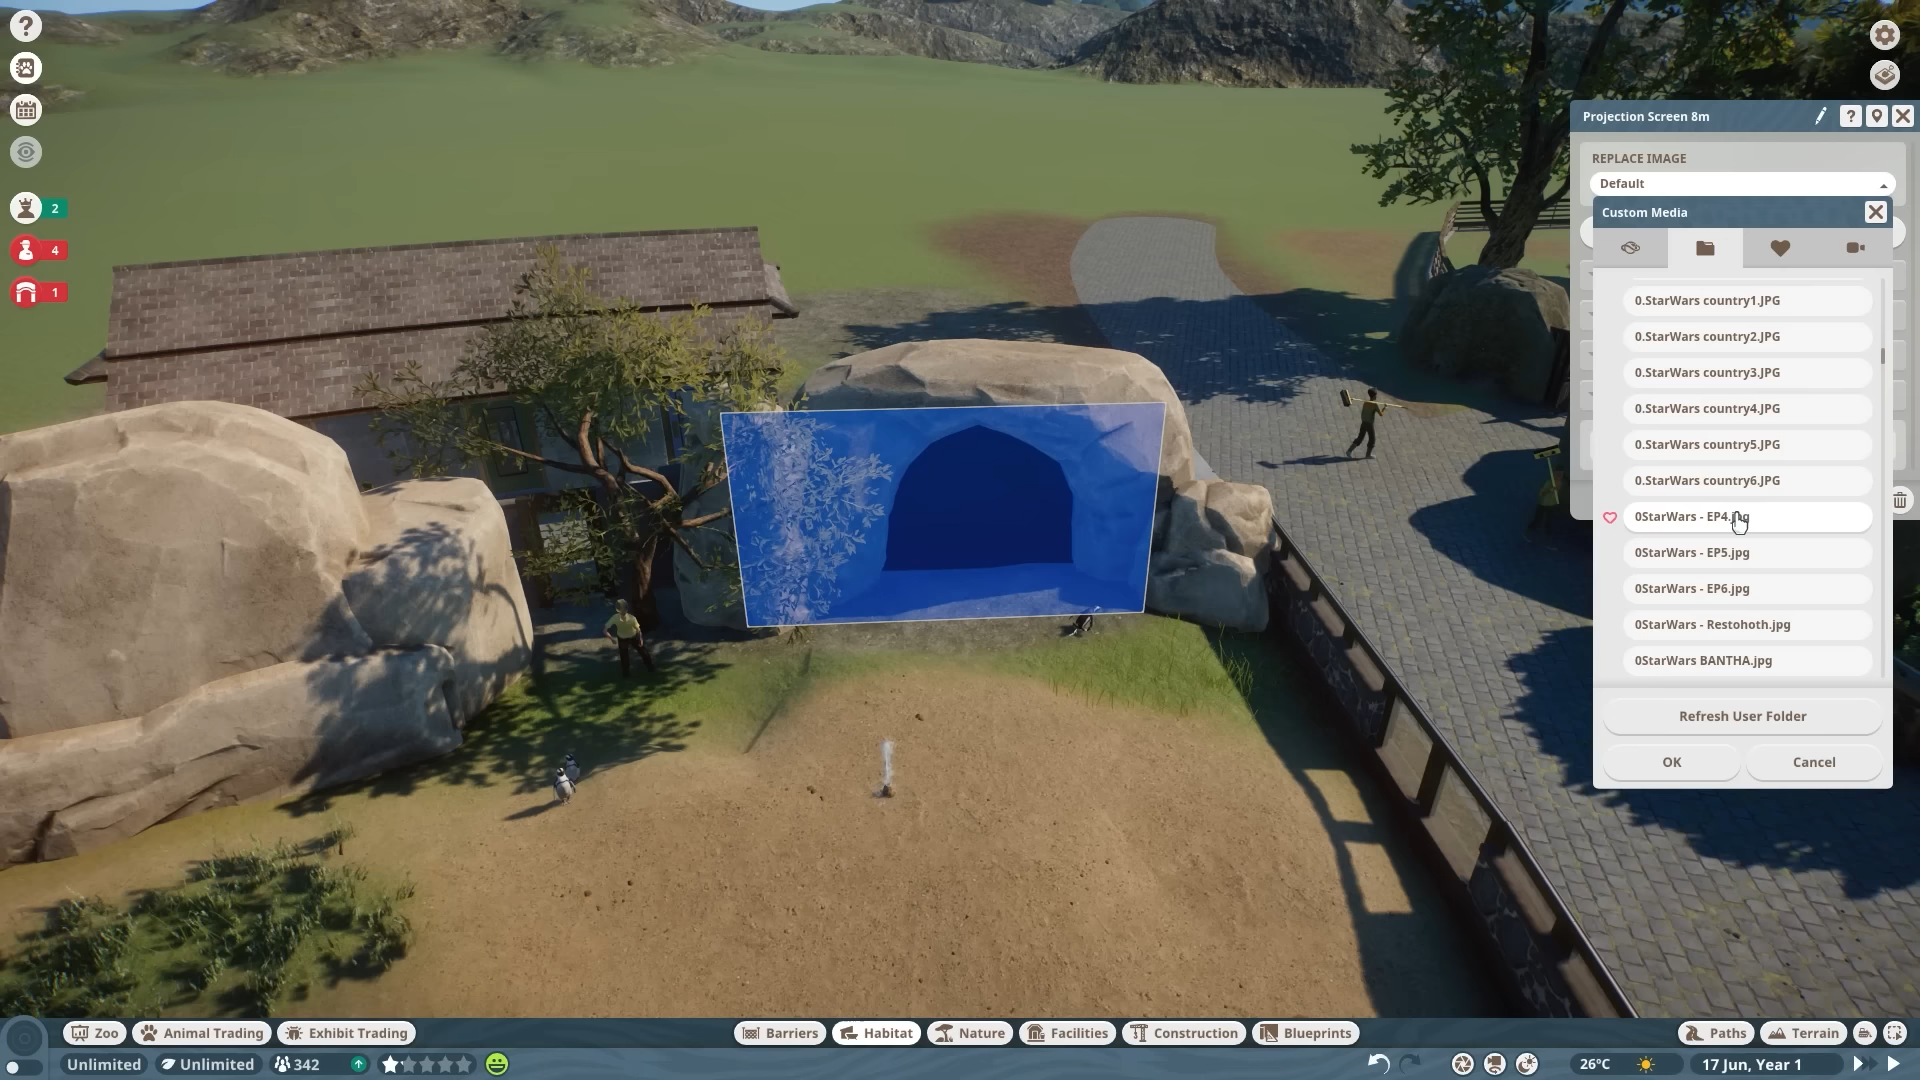 ?
2
4
1
Projection Screen 8m
?
REPLACE IMAGE
Default
Custom Media
0.StarWars country1.JPG
0.StarWars country2.JPG
0.StarWars country3.JPG
0.StarWars country4.JPG
0.StarWars country5.JPG
0.StarWars country6.JPG
0StarWars - EP4.jpg
0StarWars - EP5.jpg
0StarWars - EP6.jpg
0StarWars - Restohoth.jpg
0StarWars BANTHA.jpg
Refresh User Folder
OK Cancel
Zoo Animal Trading Exhibit Trading Barriers Habitat Nature Facilities Construction Blueprints Paths Terrain
Unlimited Unlimited 342 26°C 17 Jun, Year 1